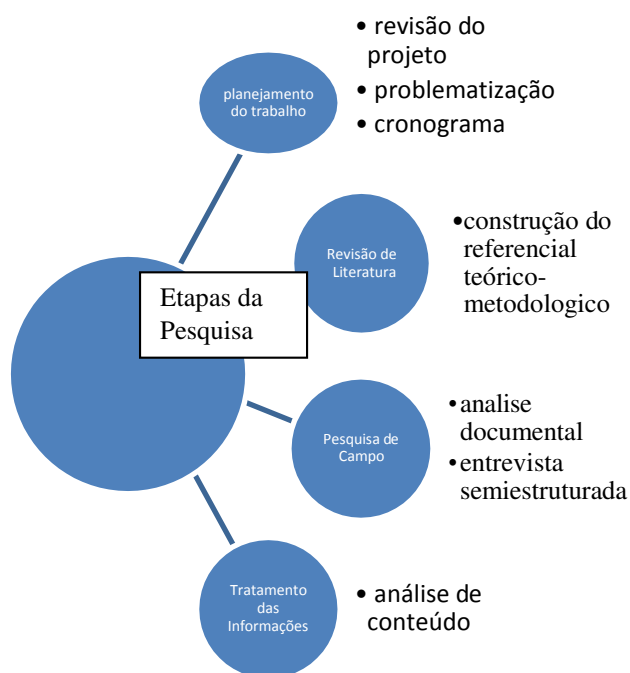 planejamento
do trabalho
• revisão do
projeto
• problematização
• cronograma
Revisão de
Literatura
•construção do
referencial
teórico-
metodologico
Etapas da
Pesquisa
Pesquisa de
Campo
•analise
documental
•entrevista
semiestruturada
Tratamento
das
Informações
• análise de
conteúdo